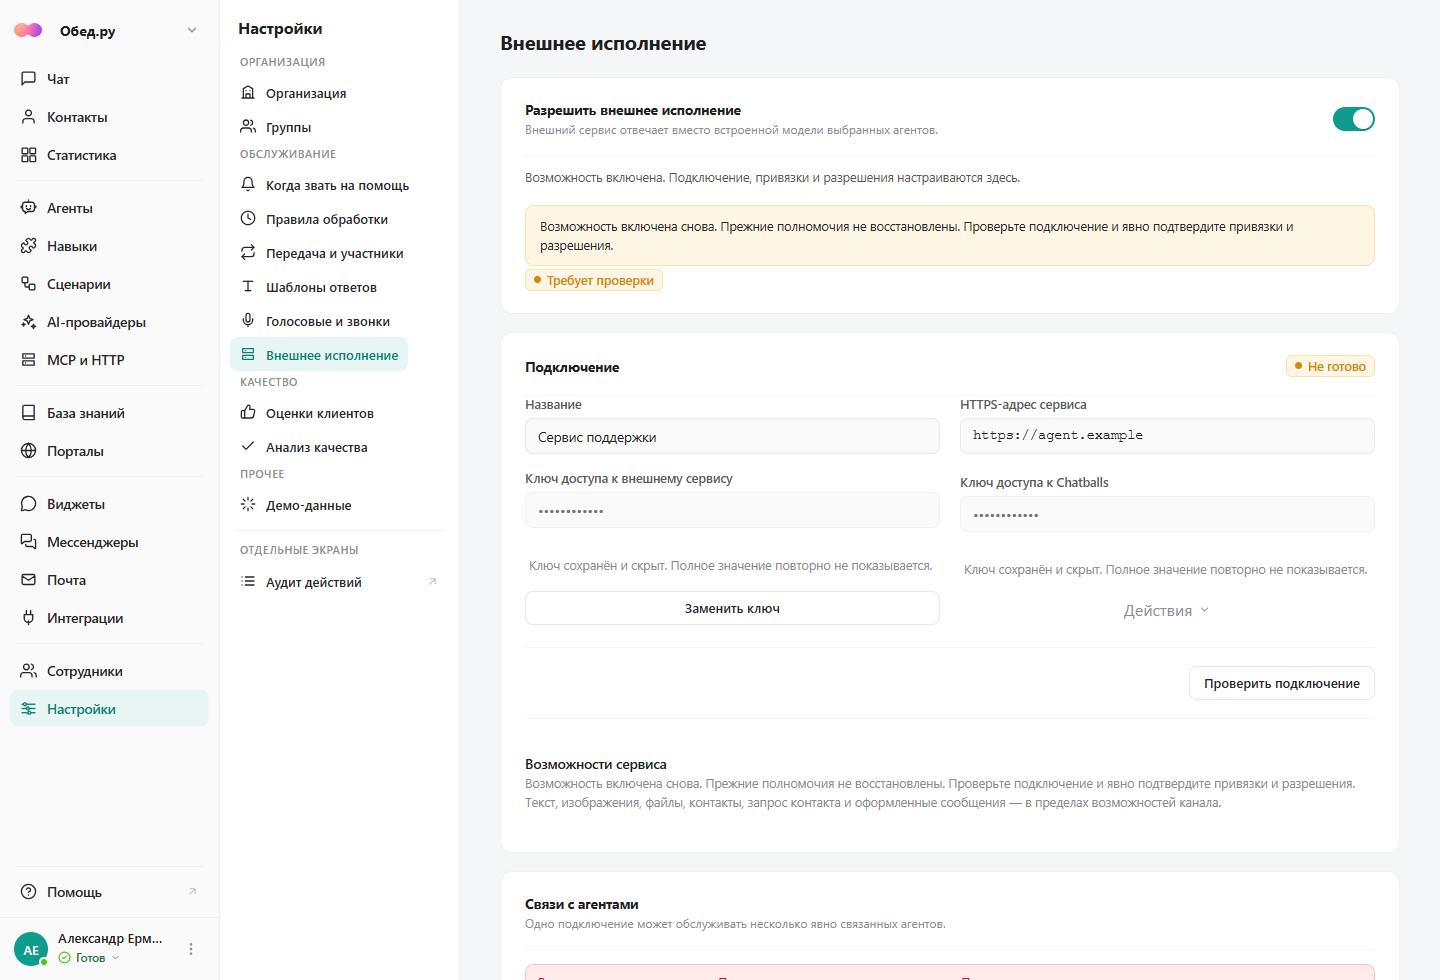 Обед.ру
Чат
Контакты
Статистика
Агенты
Навыки
Сценарии
AI-провайдеры
MCP и HTTP
База знаний
Порталы
Виджеты
Мессенджеры
Почта
Интеграции
Сотрудники
Настройки
Помощь
АЕ
Александр Ерм...
Готов
Настройки
ОРГАНИЗАЦИЯ
Организация
Группы
ОБСЛУЖИВАНИЕ
Когда звать на помощь
Правила обработки
Передача и участники
Шаблоны ответов
Голосовые и звонки
Внешнее исполнение
КАЧЕСТВО
Оценки клиентов
Анализ качества
ПРОЧЕЕ
Демо-данные
ОТДЕЛЬНЫЕ ЭКРАНЫ
Аудит действий
Внешнее исполнение
Разрешить внешнее исполнение
Внешний сервис отвечает вместо встроенной модели выбранных агентов.
Возможность включена. Подключение, привязки и разрешения настраиваются здесь.
Возможность включена снова. Прежние полномочия не восстановлены. Проверьте подключение и явно подтвердите привязки и
разрешения.
Требует проверки
Подключение
Не готово
Название
HTTPS-адрес сервиса
Сервис поддержки
https://agent.example
Ключ доступа к внешнему сервису
Ключ доступа к Chatballs
••••••••••••
••••••••••••
Ключ сохранён и скрыт. Полное значение повторно не показывается.
Ключ сохранён и скрыт. Полное значение повторно не показывается.
Заменить ключ
Действия
Проверить подключение
Возможности сервиса
Возможность включена снова. Прежние полномочия не восстановлены. Проверьте подключение и явно подтвердите привязки и разрешения.
Текст, изображения, файлы, контакты, запрос контакта и оформленные сообщения — в пределах возможностей канала.
Связи с агентами
Одно подключение может обслуживать несколько явно связанных агентов.